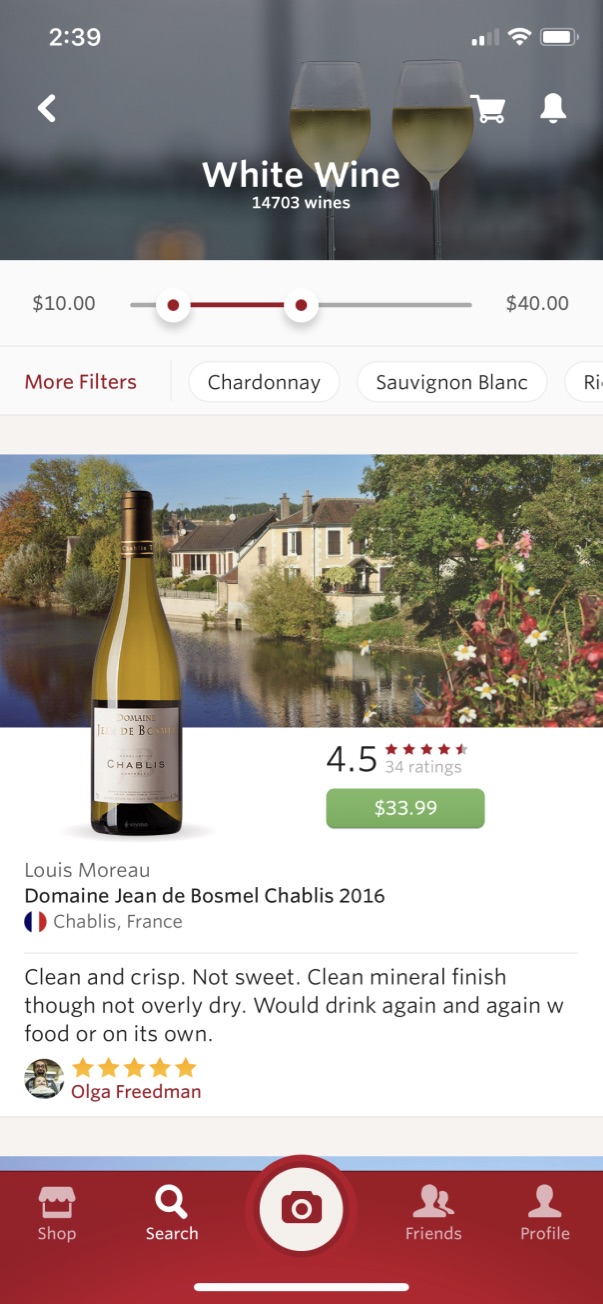 2:39
White Wine
14703 wines
$10.00
$40.00
More Filters
Chardonnay
Sauvignon Blanc
Ri
DOMAINE
JEAN DE BOSMEL
CHABLIS
4.5
34 ratings
$33.99
Louis Moreau
Domaine Jean de Bosmel Chablis 2016
Chablis, France
Clean and crisp. Not sweet. Clean mineral finish
though not overly dry. Would drink again and again w
food or on its own.
Olga Freedman
Shop
Search
Friends
Profile